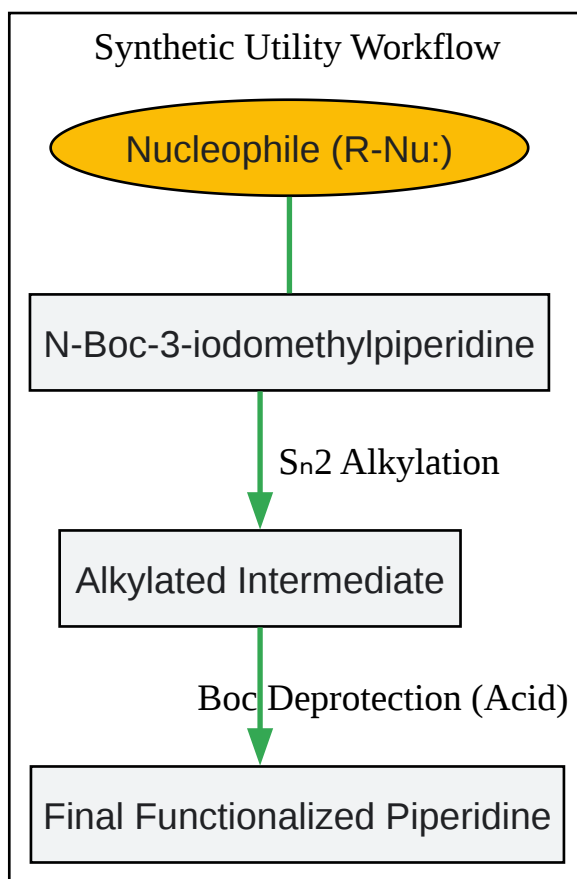 Synthetic Utility Workflow
Nucleophile (R-Nu:)
N-Boc-3-iodomethylpiperidine
Sₙ2 Alkylation
Alkylated Intermediate
Boc Deprotection (Acid)
Final Functionalized Piperidine